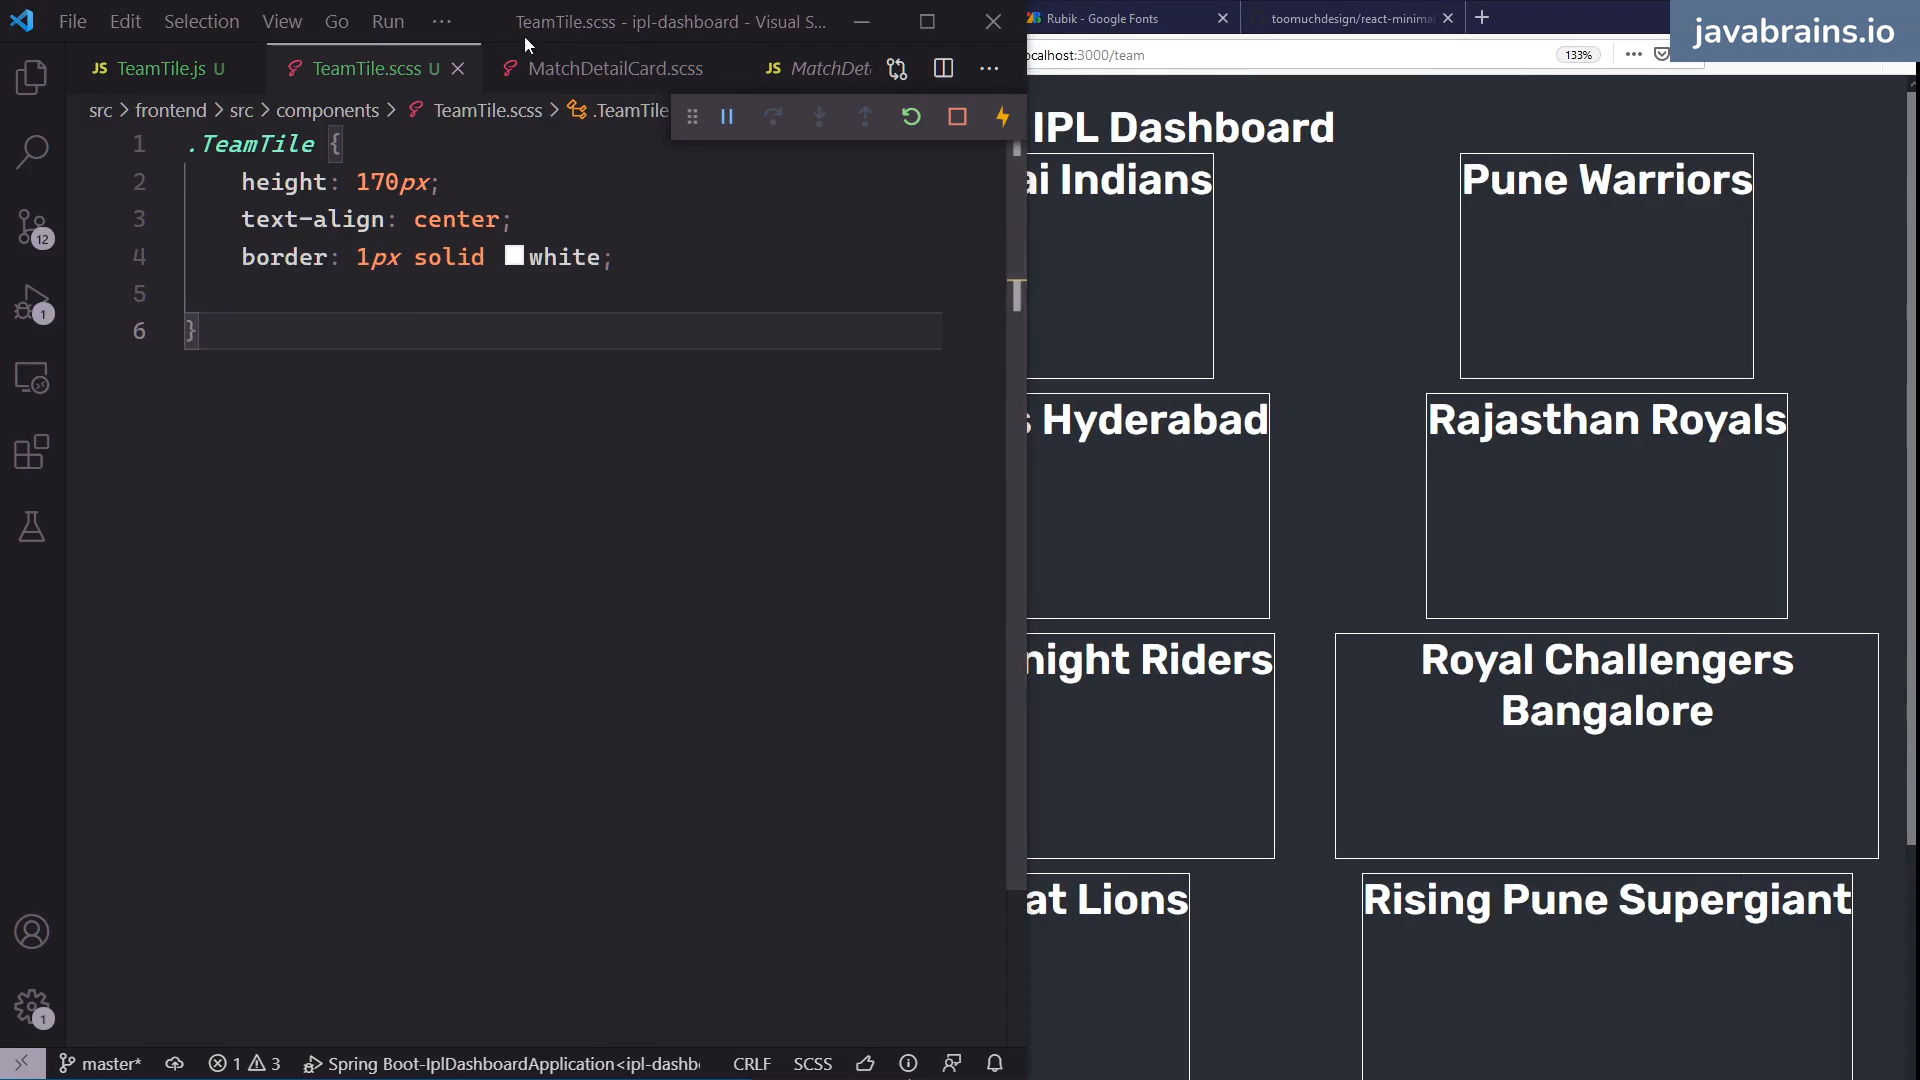 File Edit Selection View Go Run ··· TeamTile.scss - ipl-dashboard - Visual S...
Rubik - Google Fonts
toomuchdesign/react-minimal
javabrains.io
ocalhost:3000/team
133%
JS TeamTile.js U
TeamTile.scss U
MatchDetailCard.scss
JS MatchDet
src > frontend > src > components > TeamTile.scss > .TeamTile
1 .TeamTile {
2 height: 170px;
3 text-align: center;
4 border: 1px solid white;
5
6 }
12
1
1
IPL Dashboard
ai Indians
Pune Warriors
s Hyderabad
Rajasthan Royals
night Riders
Royal Challengers
Bangalore
at Lions
Rising Pune Supergiant
master* 1 3 Spring Boot-IplDashboardApplication<ipl-dashb CRLF SCSS